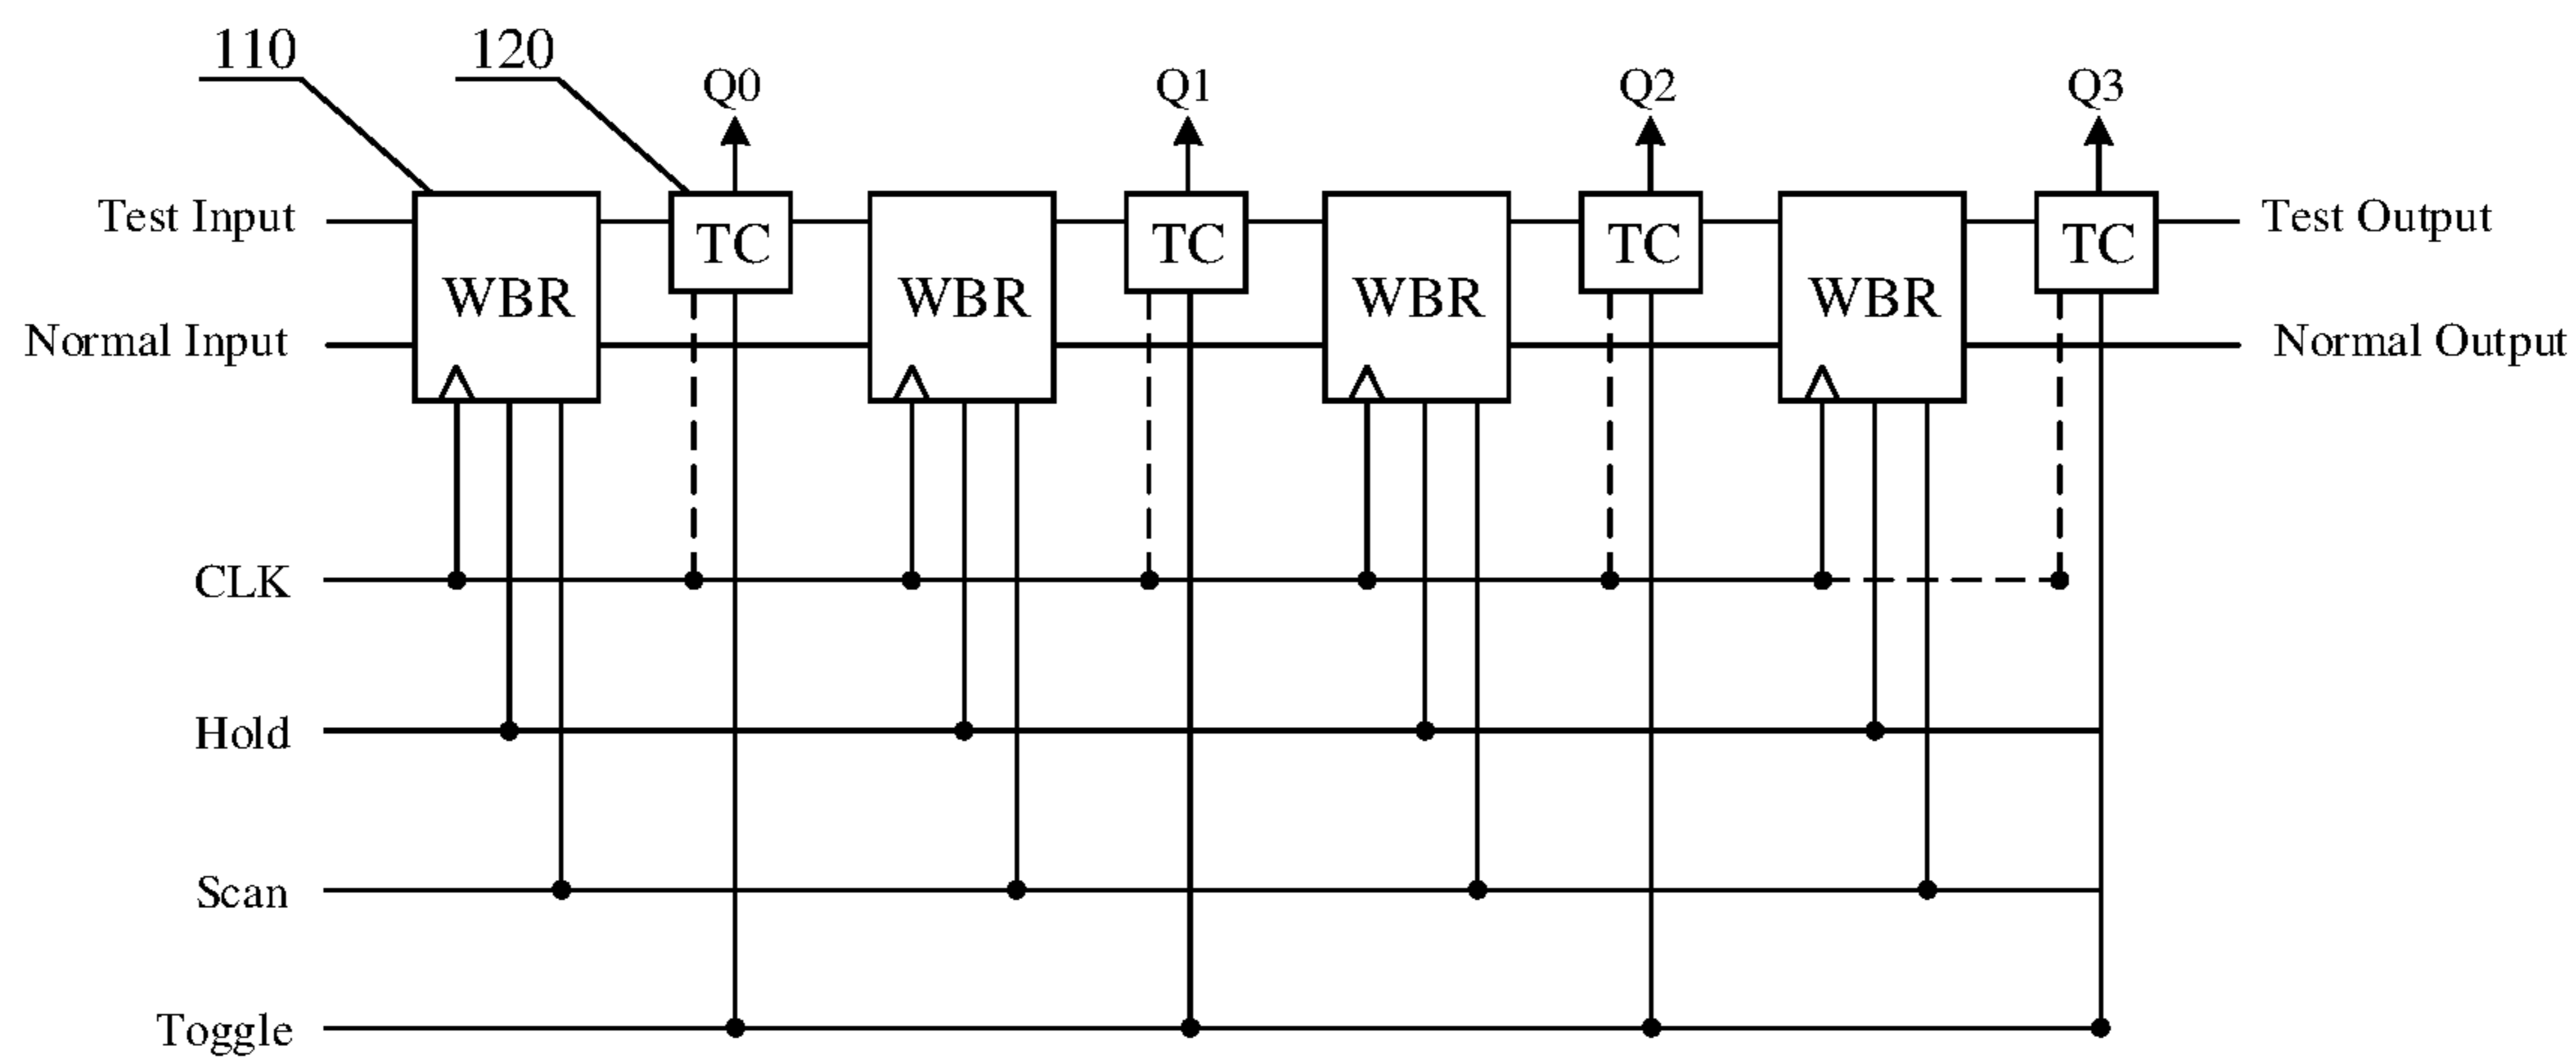 110
120
Q0
Q1
Q2
Q3
Test Input
TC
TC
TC
TC
Test Output
WBR
WBR
WBR
WBR
Normal Input
Normal Output
CLK
Hold
Scan
Toggle